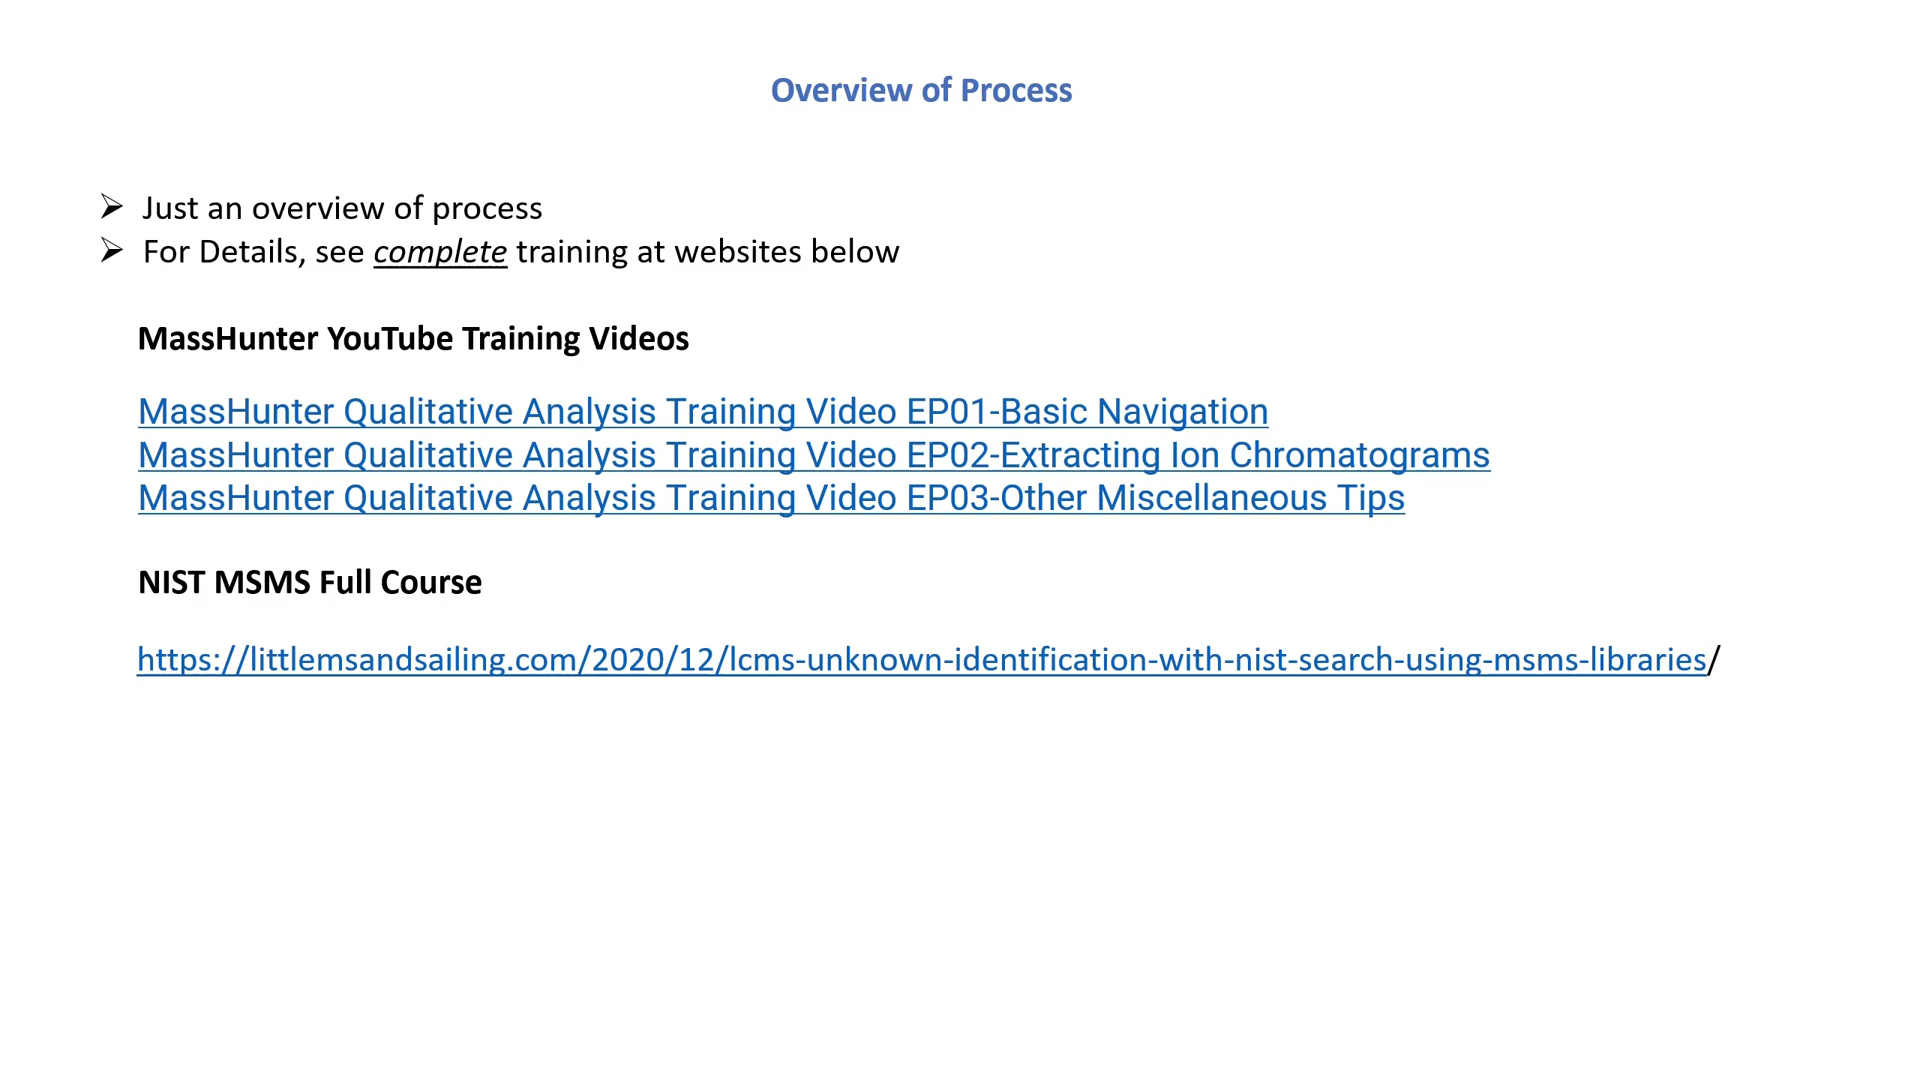 Overview of Process
➢ Just an overview of process
➢ For Details, see complete training at websites below
MassHunter YouTube Training Videos
MassHunter Qualitative Analysis Training Video EP01-Basic Navigation
MassHunter Qualitative Analysis Training Video EP02-Extracting Ion Chromatograms
MassHunter Qualitative Analysis Training Video EP03-Other Miscellaneous Tips
NIST MSMS Full Course
https://littlemsandsailing.com/2020/12/lcms-unknown-identification-with-nist-search-using-msms-libraries/